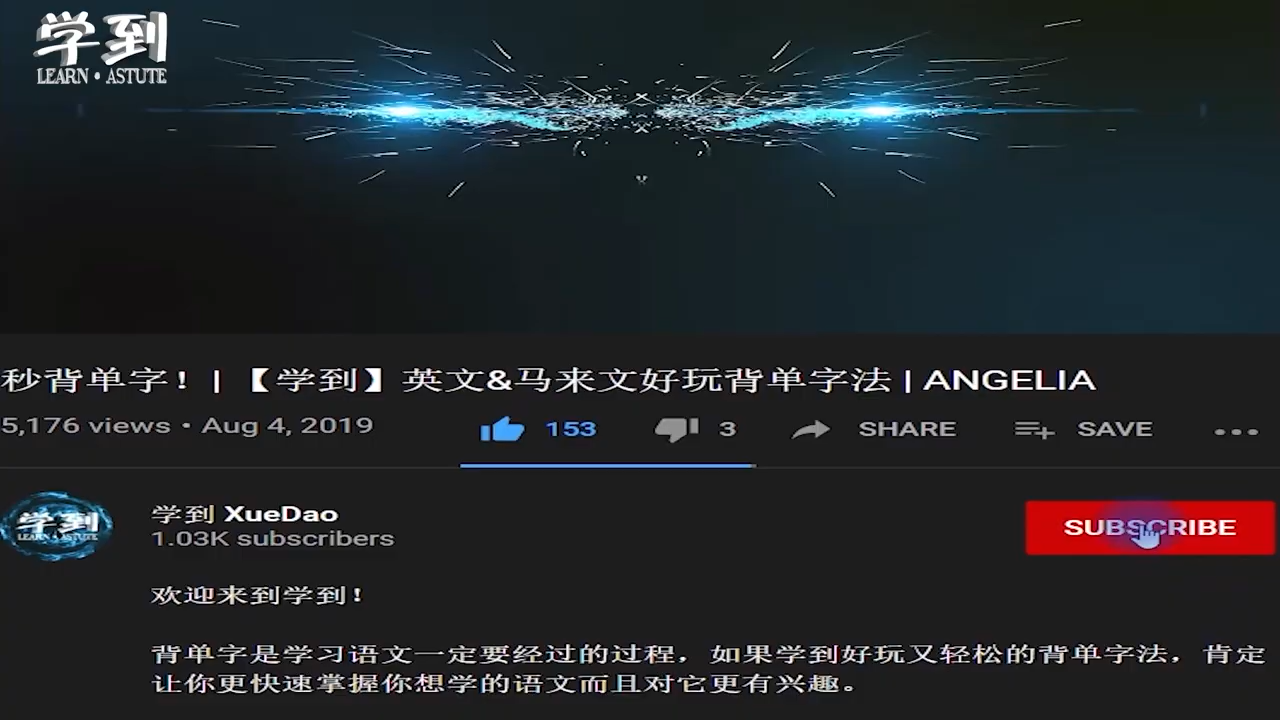 学到
LEARN • ASTUTE
秒背单字！ | 【学到】英文&马来文好玩背单字法 | ANGELIA
5,176 views • Aug 4, 2019
153
3
SHARE
SAVE
学到
LEARN • ASTUTE
学到 XueDao
1.03K subscribers
SUBSCRIBE
欢迎来到学到！
背单字是学习语文一定要经过的过程，如果学到好玩又轻松的背单字法，肯定
让你更快速掌握你想学的语文而且对它更有兴趣。